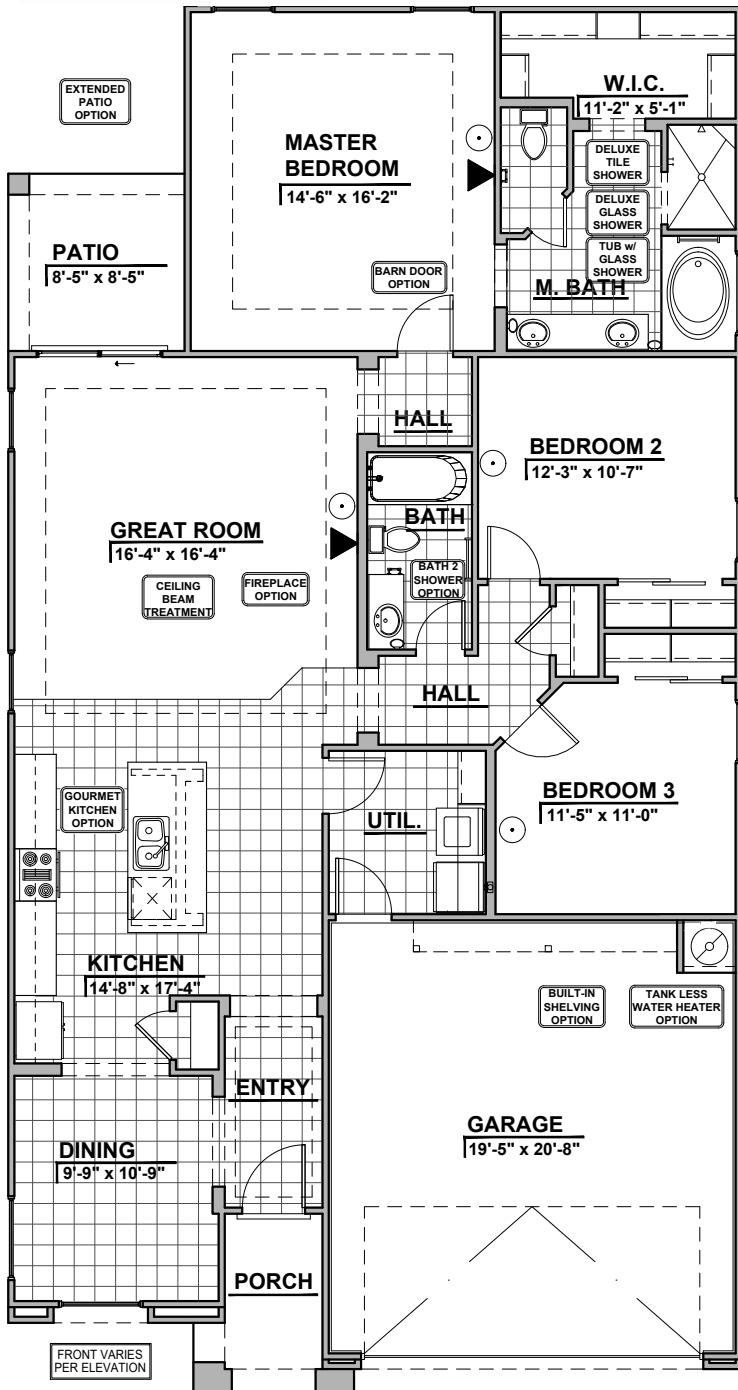 EXTENDED
PATIO
OPTION
MASTER
BEDROOM
14'-6" x 16'-2"
W.I.C.
11'-2" x 5'-1"
DELUXE
TILE
SHOWER
DELUXE
GLASS
SHOWER
TUB w/
GLASS
SHOWER
M. BATH
PATIO
8'-5" x 8'-5"
BARN DOOR
OPTION
HALL
BEDROOM 2
12'-3" x 10'-7"
GREAT ROOM
16'-4" x 16'-4"
CEILING
BEAM
TREATMENT
FIREPLACE
OPTION
BATH
BATH 2
SHOWER
OPTION
HALL
BEDROOM 3
11'-5" x 11'-0"
GOURMET
KITCHEN
OPTION
UTIL.
KITCHEN
14'-8" x 17'-4"
BUILT-IN
SHELVING
OPTION
TANK LESS
WATER HEATER
OPTION
ENTRY
GARAGE
19'-5" x 20'-8"
DINING
9'-9" x 10'-9"
PORCH
FRONT VARIES
PER ELEVATION